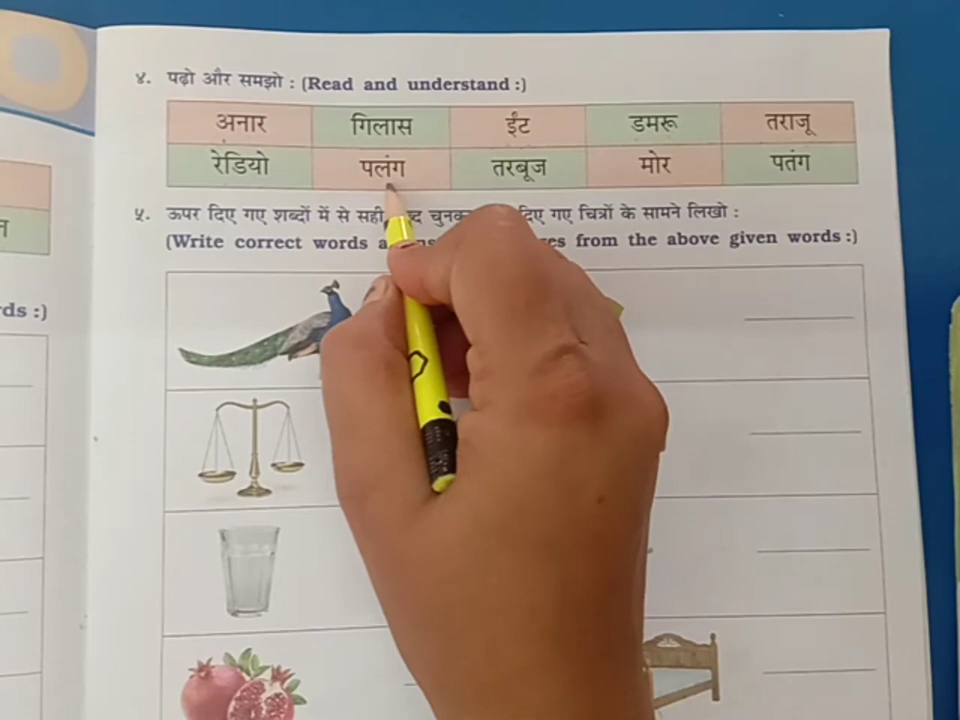 ४. पढ़ो और समझो : (Read and understand :)
अनार गिलास ईंट डमरू तराजू
रेडियो पलंग तरबूज मोर पतंग
५. ऊपर दिए गए शब्दों में से सही दिए गए चित्रों के सामने लिखो :
(Write correct words from the above given words :)
rds :)